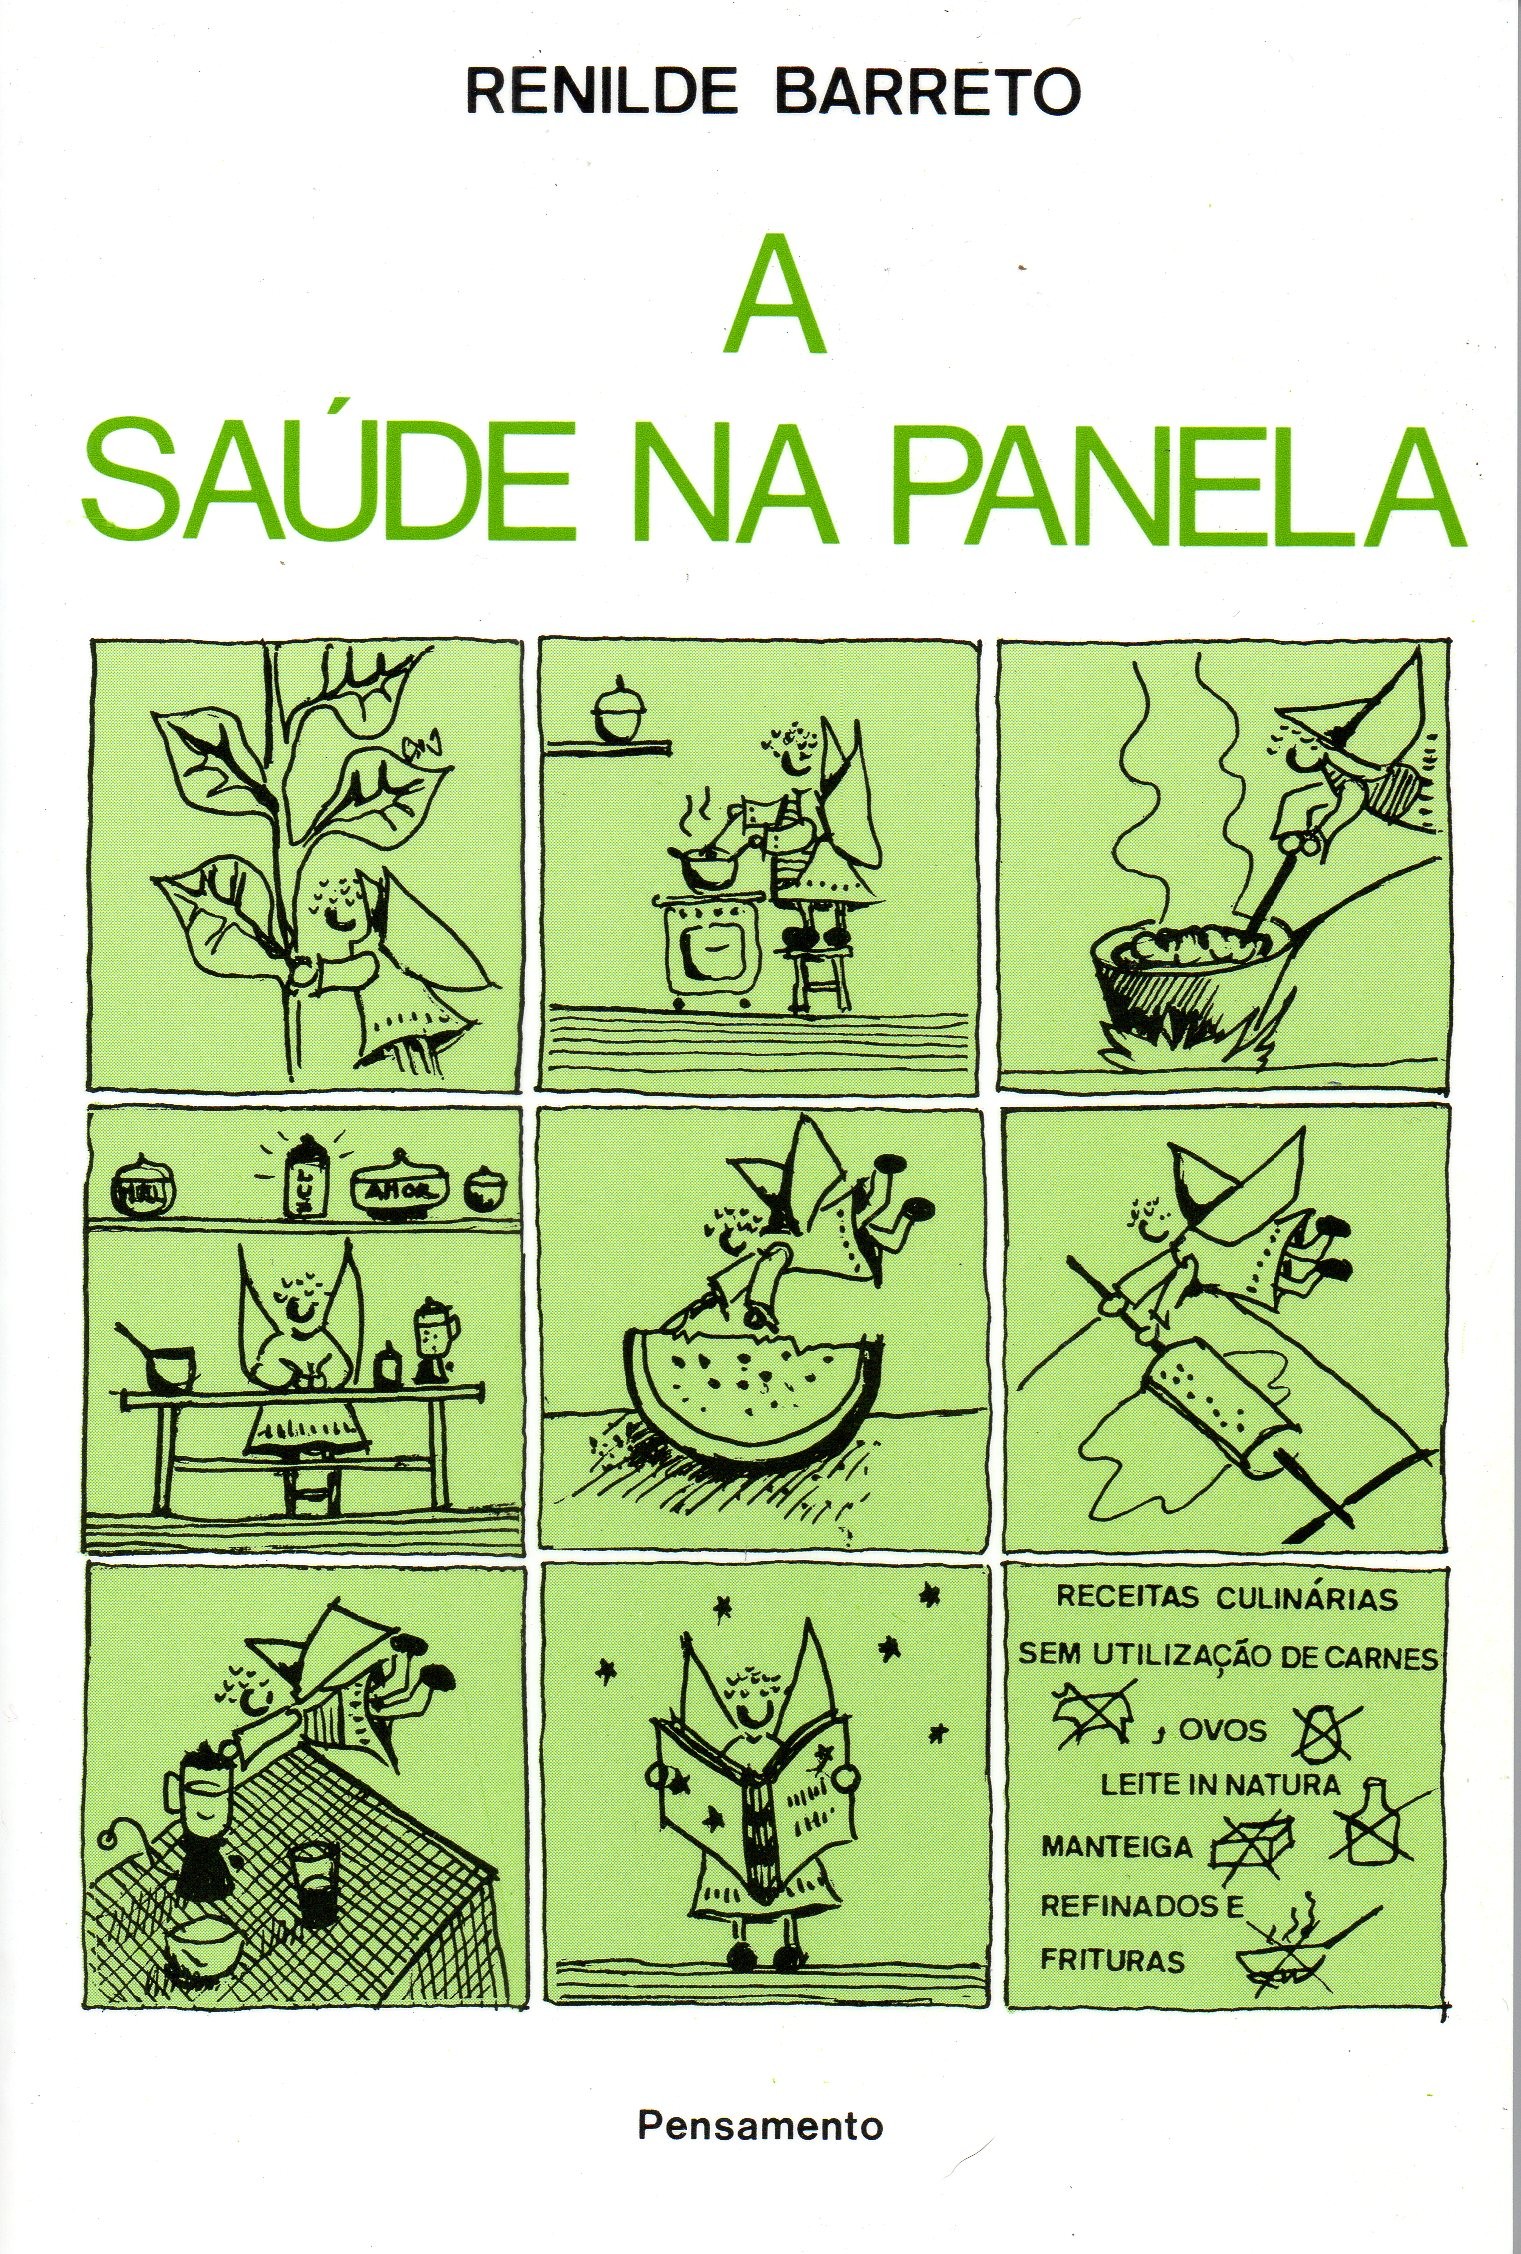 RENILDE BARRETO
A
SAÚDE NA PANELA
MEL
LUZ
AMOR
RECEITAS CULINÁRIAS
SEM UTILIZAÇÃO DE CARNES
, OVOS
LEITE IN NATURA
MANTEIGA
REFINADOS E
FRITURAS
Pensamento